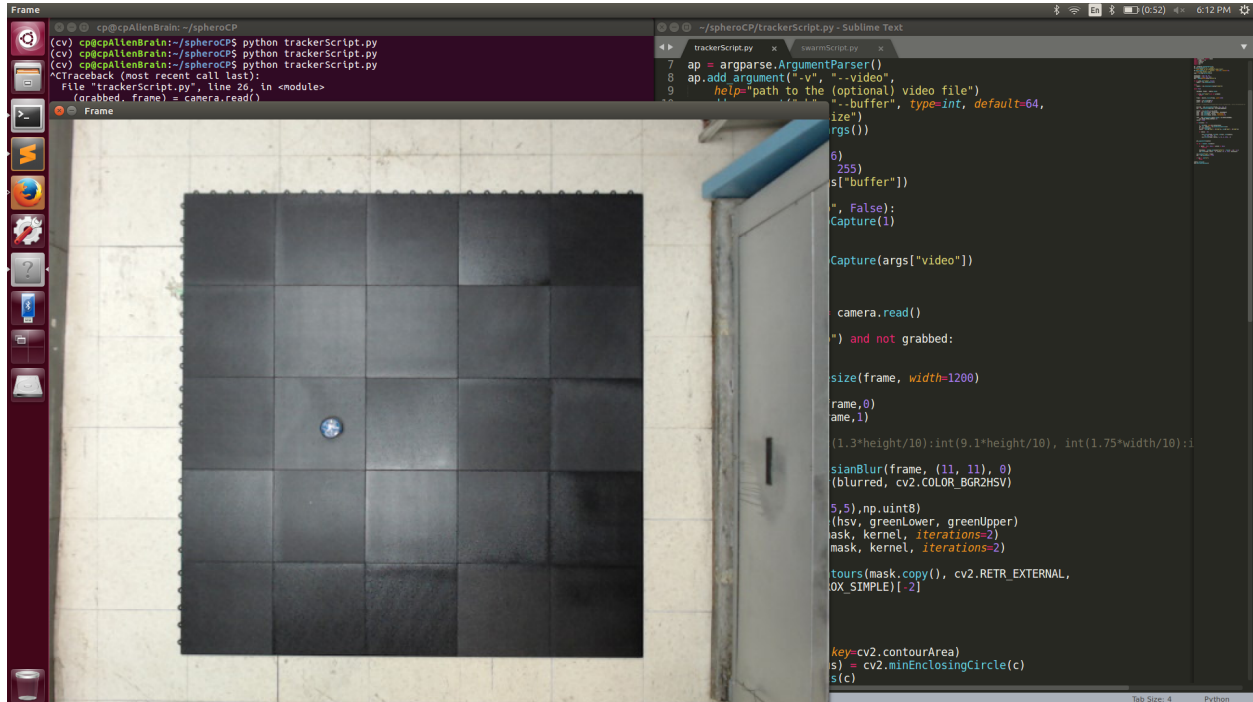 Frame
En
(0:52)
6:12 PM
cp@cpAlienBrain: ~/spheroCP
(cv) cp@cpAlienBrain:~/spheroCP$ python trackerScript.py
(cv) cp@cpAlienBrain:~/spheroCP$ python trackerScript.py
(cv) cp@cpAlienBrain:~/spheroCP$ python trackerScript.py
^CTraceback (most recent call last):
File "trackerScript.py", line 26, in <module>
(grabbed, frame) = camera.read()
Frame
~/spheroCP/trackerScript.py - Sublime Text
trackerScript.py x
swarmScript.py x
7 ap = argparse.ArgumentParser()
8 ap.add_argument("-v", "--video",
9 help="path to the (optional) video file")
"--buffer", type=int, default=64,
ize")
rgs())
6)
255)
s["buffer"])
", False):
Capture(1)
Capture(args["video"])
camera.read()
") and not grabbed:
size(frame, width=1200)
rame,0)
ame,1)
(1.3*height/10):int(9.1*height/10), int(1.75*width/10):i
sianBlur(frame, (11, 11), 0)
(blurred, cv2.COLOR_BGR2HSV)
5,5),np.uint8)
(hsv, greenLower, greenUpper)
ask, kernel, iterations=2)
mask, kernel, iterations=2)
tours(mask.copy(), cv2.RETR_EXTERNAL,
OX_SIMPLE)[-2]
key=cv2.contourArea)
us) = cv2.minEnclosingCircle(c)
s(c)
Tab Size: 4
Python